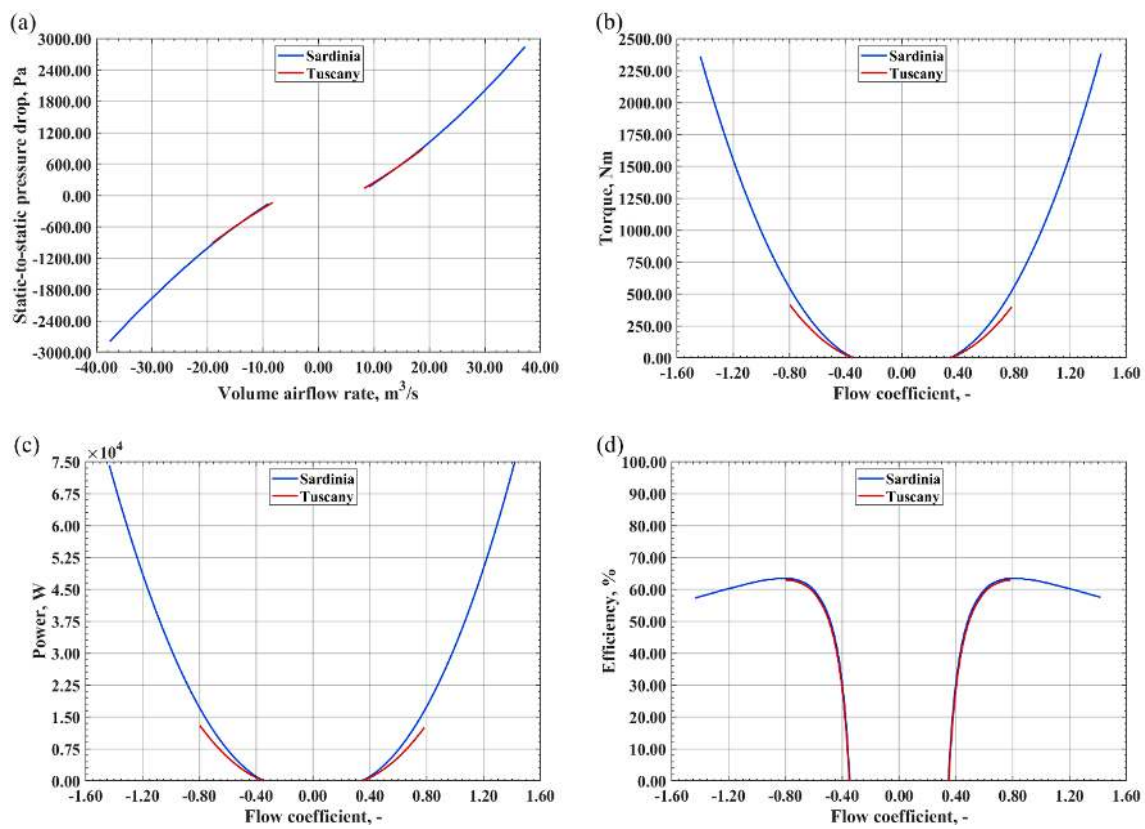 (a)
3000.00
2400.00
1800.00
1200.00
600.00
0.00
-600.00
-1200.00
-1800.00
-2400.00
-3000.00
-40.00 -30.00 -20.00 -10.00 0.00 10.00 20.00 30.00 40.00
Static-to-static pressure drop, Pa
Volume airflow rate, m³/s
Sardinia
Tuscany
(b)
2500.00
2250.00
2000.00
1750.00
1500.00
1250.00
1000.00
750.00
500.00
250.00
0.00
-1.60 -1.20 -0.80 -0.40 0.00 0.40 0.80 1.20 1.60
Torque, Nm
Flow coefficient, -
Sardinia
Tuscany
(c)
×10⁴
7.50
6.75
6.00
5.25
4.50
3.75
3.00
2.25
1.50
0.75
0.00
-1.60 -1.20 -0.80 -0.40 0.00 0.40 0.80 1.20 1.60
Power, W
Flow coefficient, -
Sardinia
Tuscany
(d)
100.00
90.00
80.00
70.00
60.00
50.00
40.00
30.00
20.00
10.00
0.00
-1.60 -1.20 -0.80 -0.40 0.00 0.40 0.80 1.20 1.60
Efficiency, %
Flow coefficient, -
Sardinia
Tuscany